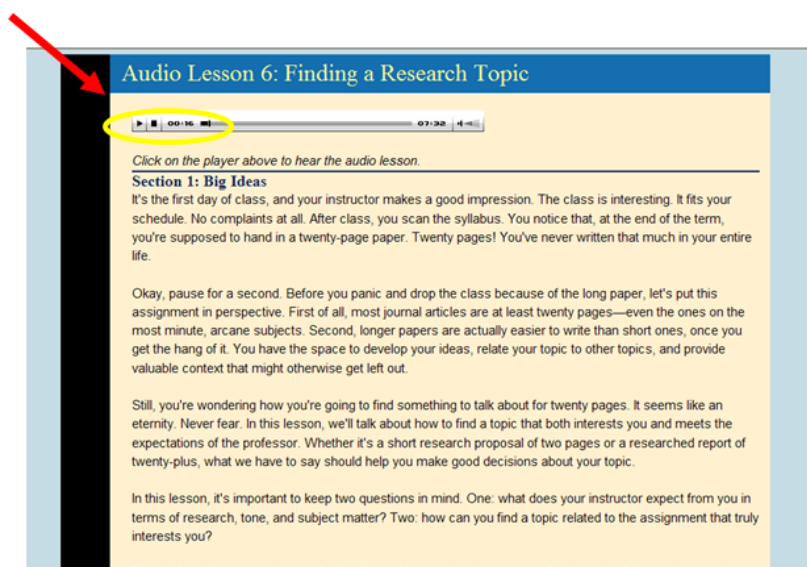 Audio Lesson 6: Finding a Research Topic
00:16 07:32
Click on the player above to hear the audio lesson.
Section 1: Big Ideas
It's the first day of class, and your instructor makes a good impression. The class is interesting. It fits your
schedule. No complaints at all. After class, you scan the syllabus. You notice that, at the end of the term,
you're supposed to hand in a twenty-page paper. Twenty pages! You've never written that much in your entire
life.
Okay, pause for a second. Before you panic and drop the class because of the long paper, let's put this
assignment in perspective. First of all, most journal articles are at least twenty pages—even the ones on the
most minute, arcane subjects. Second, longer papers are actually easier to write than short ones, once you
get the hang of it. You have the space to develop your ideas, relate your topic to other topics, and provide
valuable context that might otherwise get left out.
Still, you're wondering how you're going to find something to talk about for twenty pages. It seems like an
eternity. Never fear. In this lesson, we'll talk about how to find a topic that both interests you and meets the
expectations of the professor. Whether it's a short research proposal of two pages or a researched report of
twenty-plus, what we have to say should help you make good decisions about your topic.
In this lesson, it's important to keep two questions in mind. One: what does your instructor expect from you in
terms of research, tone, and subject matter? Two: how can you find a topic related to the assignment that truly
interests you?